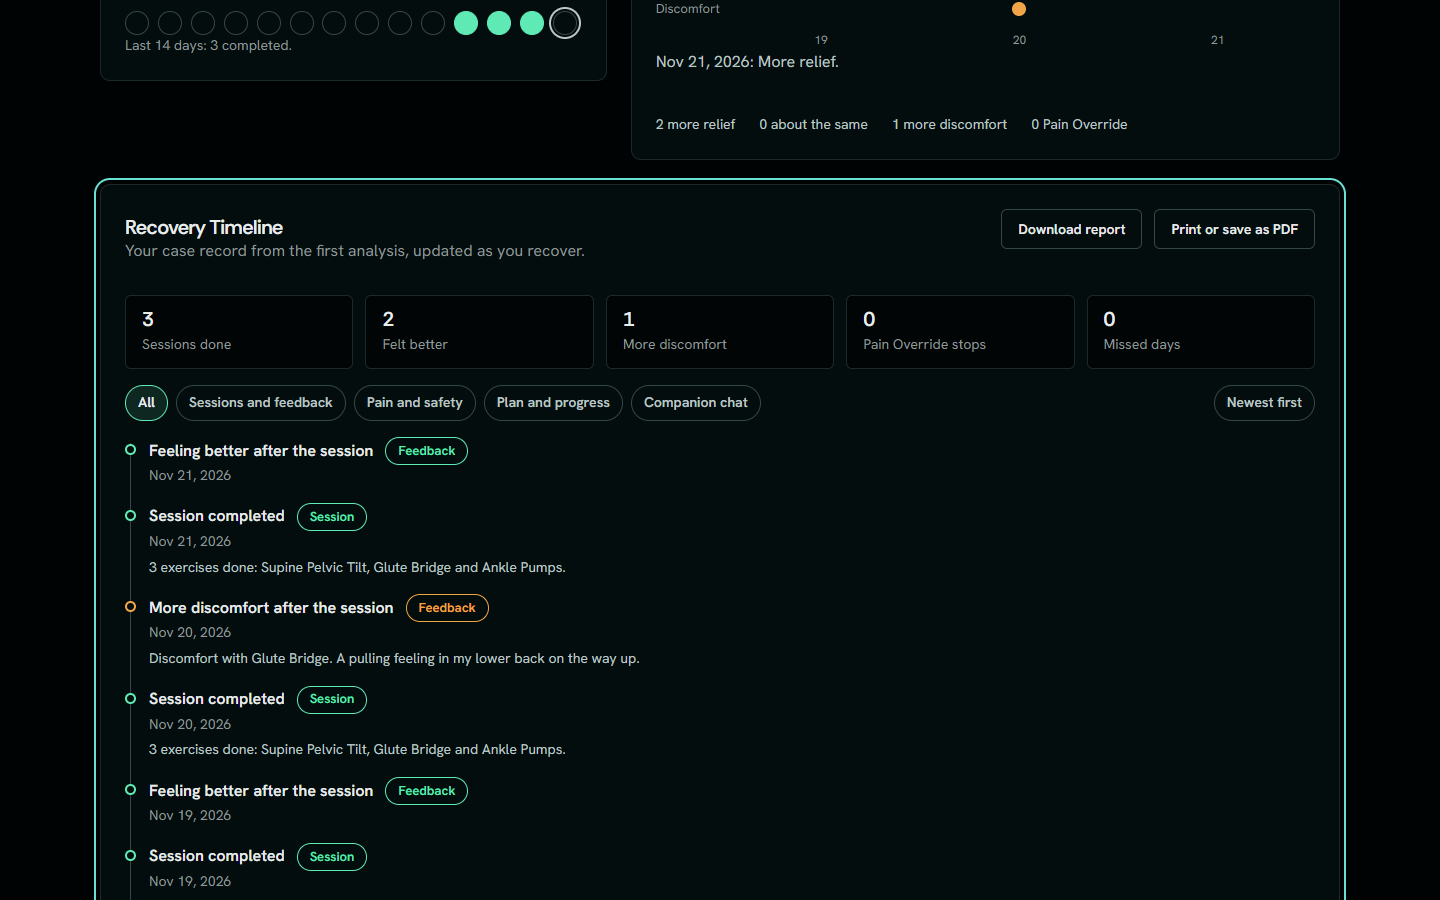 Last 14 days: 3 completed.
Discomfort
19 20 21
Nov 21, 2026: More relief.
2 more relief 0 about the same 1 more discomfort 0 Pain Override
Recovery Timeline
Your case record from the first analysis, updated as you recover.
Download report
Print or save as PDF
3
Sessions done
2
Felt better
1
More discomfort
0
Pain Override stops
0
Missed days
All Sessions and feedback Pain and safety Plan and progress Companion chat Newest first
Feeling better after the session Feedback
Nov 21, 2026
Session completed Session
Nov 21, 2026
3 exercises done: Supine Pelvic Tilt, Glute Bridge and Ankle Pumps.
More discomfort after the session Feedback
Nov 20, 2026
Discomfort with Glute Bridge. A pulling feeling in my lower back on the way up.
Session completed Session
Nov 20, 2026
3 exercises done: Supine Pelvic Tilt, Glute Bridge and Ankle Pumps.
Feeling better after the session Feedback
Nov 19, 2026
Session completed Session
Nov 19, 2026